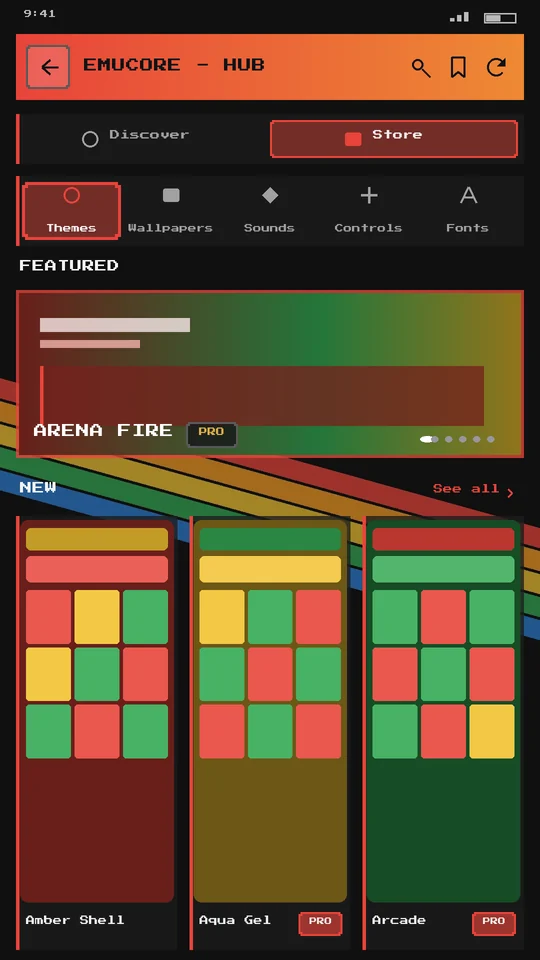 9:41
EMUCORE - HUB
Discover
Store
Themes
Wallpapers
Sounds
Controls
Fonts
FEATURED
ARENA FIRE
PRO
NEW
See all
Amber Shell
Aqua Gel
PRO
Arcade
PRO